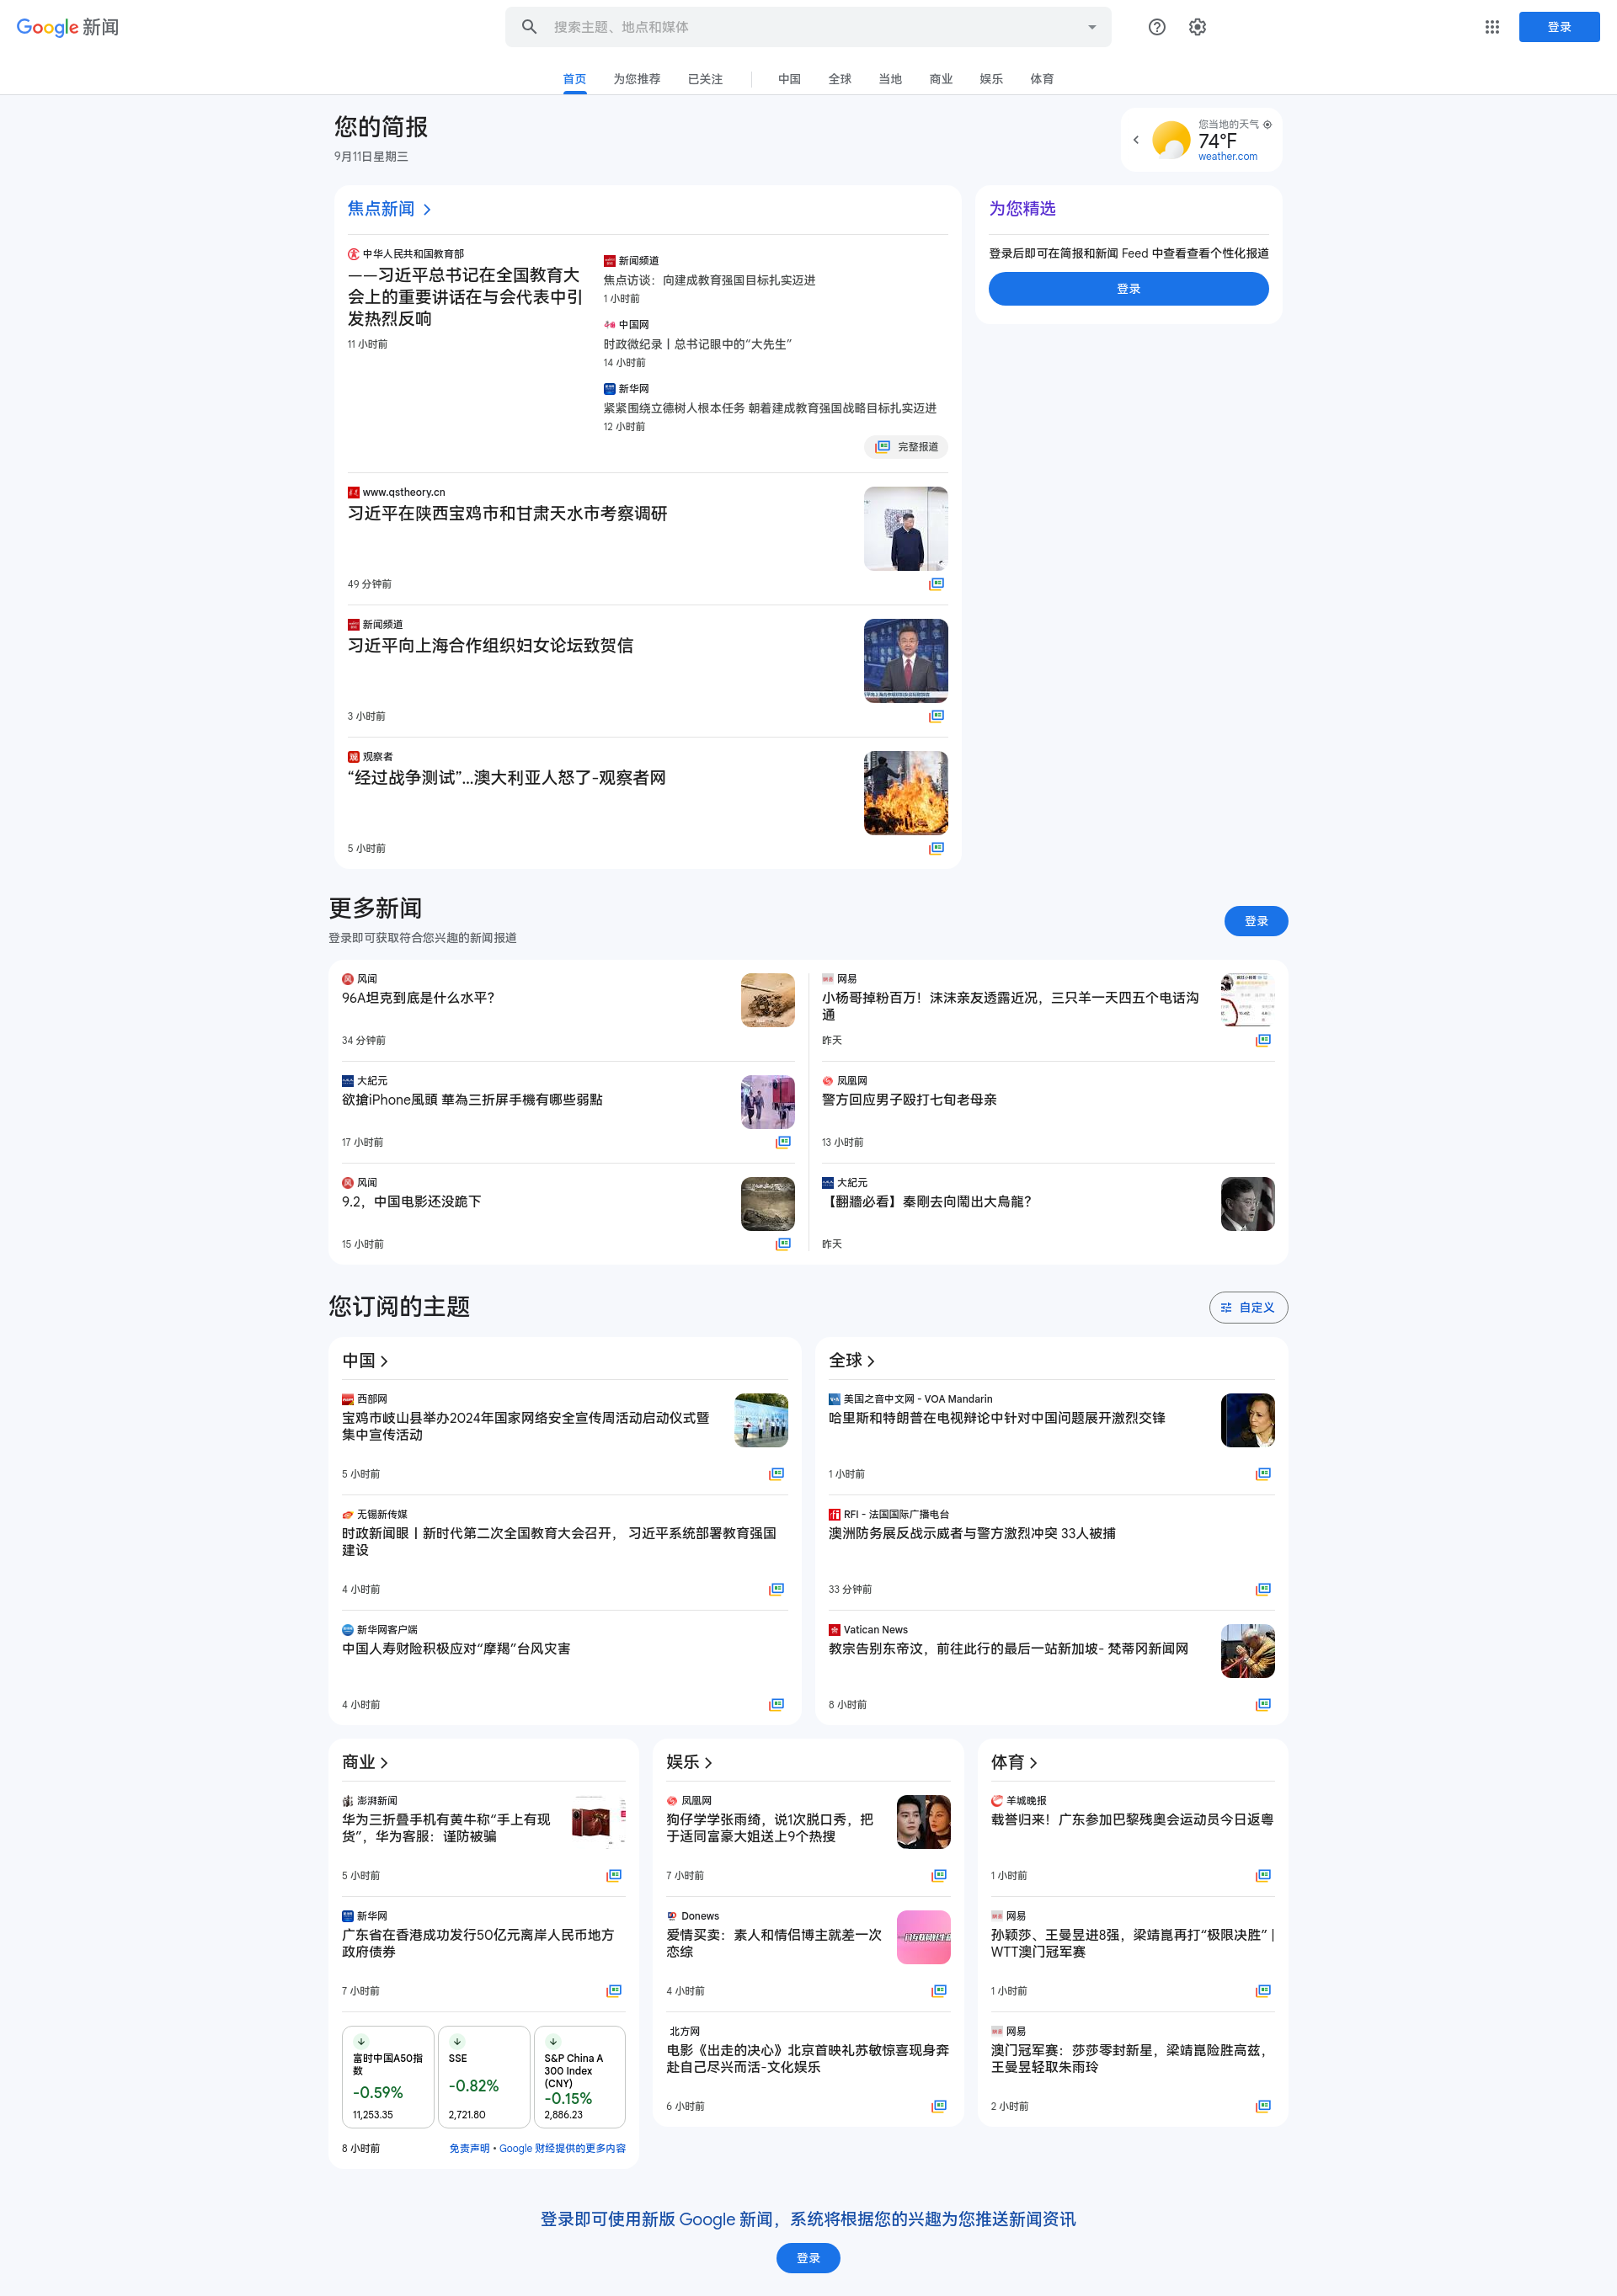 Google 新闻
搜索主题、地点和媒体
登录
首页
为您推荐
已关注
中国
全球
当地
商业
娱乐
体育
您的简报
9月11日星期三
您当地的天气
74°F
weather.com
焦点新闻
中华人民共和国教育部
——习近平总书记在全国教育大
会上的重要讲话在与会代表中引
发热烈反响
11 小时前
新闻频道
焦点访谈：向建成教育强国目标扎实迈进
1 小时前
中国网
时政微纪录丨总书记眼中的“大先生”
14 小时前
新华网
紧紧围绕立德树人根本任务 朝着建成教育强国战略目标扎实迈进
12 小时前
完整报道
www.qstheory.cn
习近平在陕西宝鸡市和甘肃天水市考察调研
49 分钟前
新闻频道
习近平向上海合作组织妇女论坛致贺信
3 小时前
观察者
“经过战争测试”...澳大利亚人怒了-观察者网
5 小时前
为您精选
登录后即可在简报和新闻 Feed 中查看查看个性化报道
登录
更多新闻
登录即可获取符合您兴趣的新闻报道
登录
风闻
96A坦克到底是什么水平？
34 分钟前
大紀元
欲搶iPhone風頭 華為三折屏手機有哪些弱點
17 小时前
风闻
9.2，中国电影还没跪下
15 小时前
网易
小杨哥掉粉百万！沫沫亲友透露近况，三只羊一天四五个电话沟
通
昨天
凤凰网
警方回应男子殴打七旬老母亲
13 小时前
大紀元
【翻牆必看】秦剛去向鬧出大烏龍？
昨天
您订阅的主题
自定义
中国
西部网
宝鸡市岐山县举办2024年国家网络安全宣传周活动启动仪式暨
集中宣传活动
5 小时前
无锡新传媒
时政新闻眼丨新时代第二次全国教育大会召开， 习近平系统部署教育强国
建设
4 小时前
新华网客户端
中国人寿财险积极应对“摩羯”台风灾害
4 小时前
全球
美国之音中文网 - VOA Mandarin
哈里斯和特朗普在电视辩论中针对中国问题展开激烈交锋
1 小时前
RFI - 法国国际广播电台
澳洲防务展反战示威者与警方激烈冲突 33人被捕
33 分钟前
Vatican News
教宗告别东帝汶，前往此行的最后一站新加坡- 梵蒂冈新闻网
8 小时前
商业
澎湃新闻
华为三折叠手机有黄牛称“手上有现
货”，华为客服：谨防被骗
5 小时前
新华网
广东省在香港成功发行50亿元离岸人民币地方
政府债券
7 小时前
富时中国A50指
数
-0.59%
11,253.35
SSE
-0.82%
2,721.80
S&P China A
300 Index
(CNY)
-0.15%
2,886.23
8 小时前
免责声明 • Google 财经提供的更多内容
娱乐
凤凰网
狗仔学学张雨绮，说1次脱口秀，把
于适同富豪大姐送上9个热搜
7 小时前
Donews
爱情买卖：素人和情侣博主就差一次
恋综
4 小时前
北方网
电影《出走的决心》北京首映礼苏敏惊喜现身奔
赴自己尽兴而活-文化娱乐
6 小时前
体育
羊城晚报
载誉归来！广东参加巴黎残奥会运动员今日返粤
1 小时前
网易
孙颖莎、王曼昱进8强，梁靖崑再打“极限决胜” |
WTT澳门冠军赛
1 小时前
网易
澳门冠军赛：莎莎零封新星，梁靖崑险胜高兹，
王曼昱轻取朱雨玲
2 小时前
登录即可使用新版 Google 新闻，系统将根据您的兴趣为您推送新闻资讯
登录